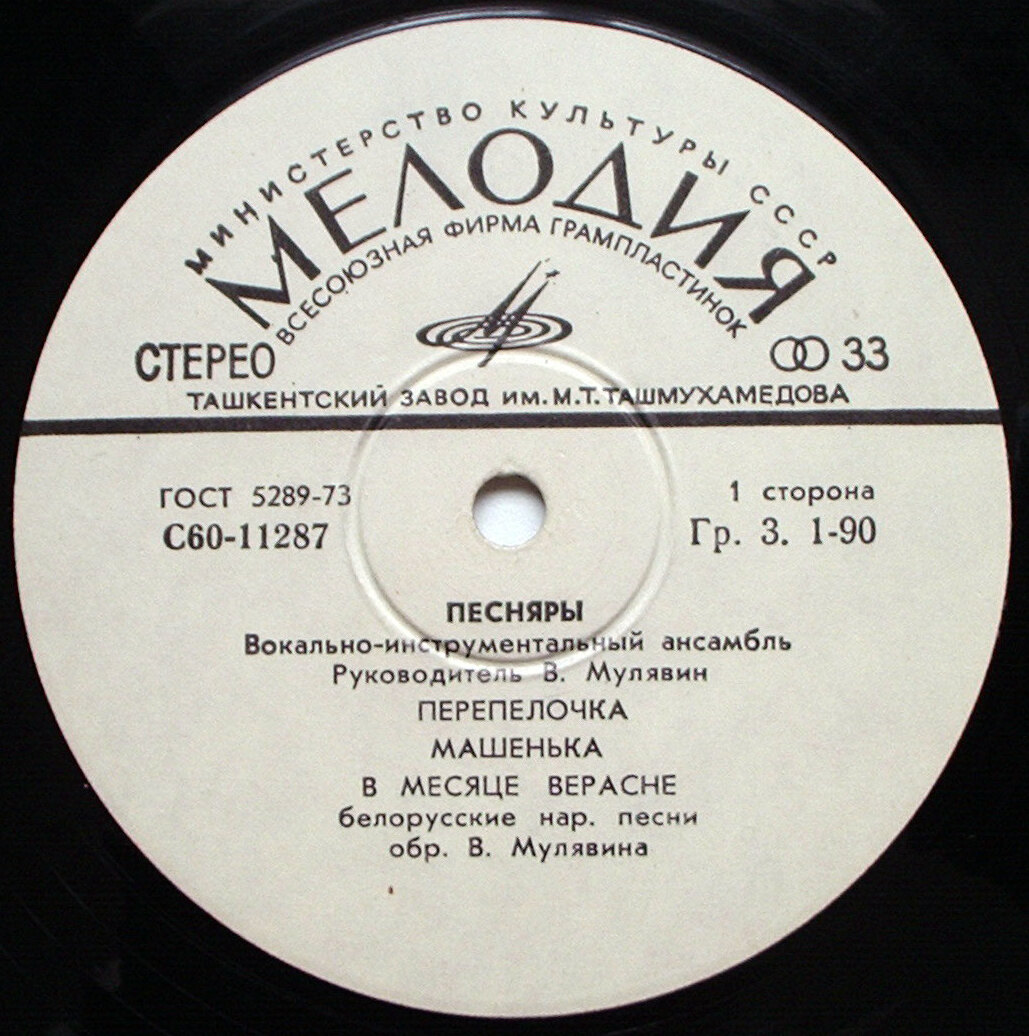 МИНИСТЕРСТВО КУЛЬТУРЫ СССР
МЕЛОДИЯ
ВСЕСОЮЗНАЯ ФИРМА ГРАМПЛАСТИНОК
СТЕРЕО
33
ТАШКЕНТСКИЙ ЗАВОД ИМ. М.Т. ТАШМУХАМЕДОВА
ГОСТ 5289-73
1 сторона
С60-11287
Гр. 3. 1-90
ПЕСНЯРЫ
Вокально-инструментальный ансамбль
Руководитель В. Мулявин
ПЕРЕПЕЛОЧКА
МАШЕНЬКА
В МЕСЯЦЕ ВЕРАСНЕ
белорусские нар. песни
обр. В. Мулявина